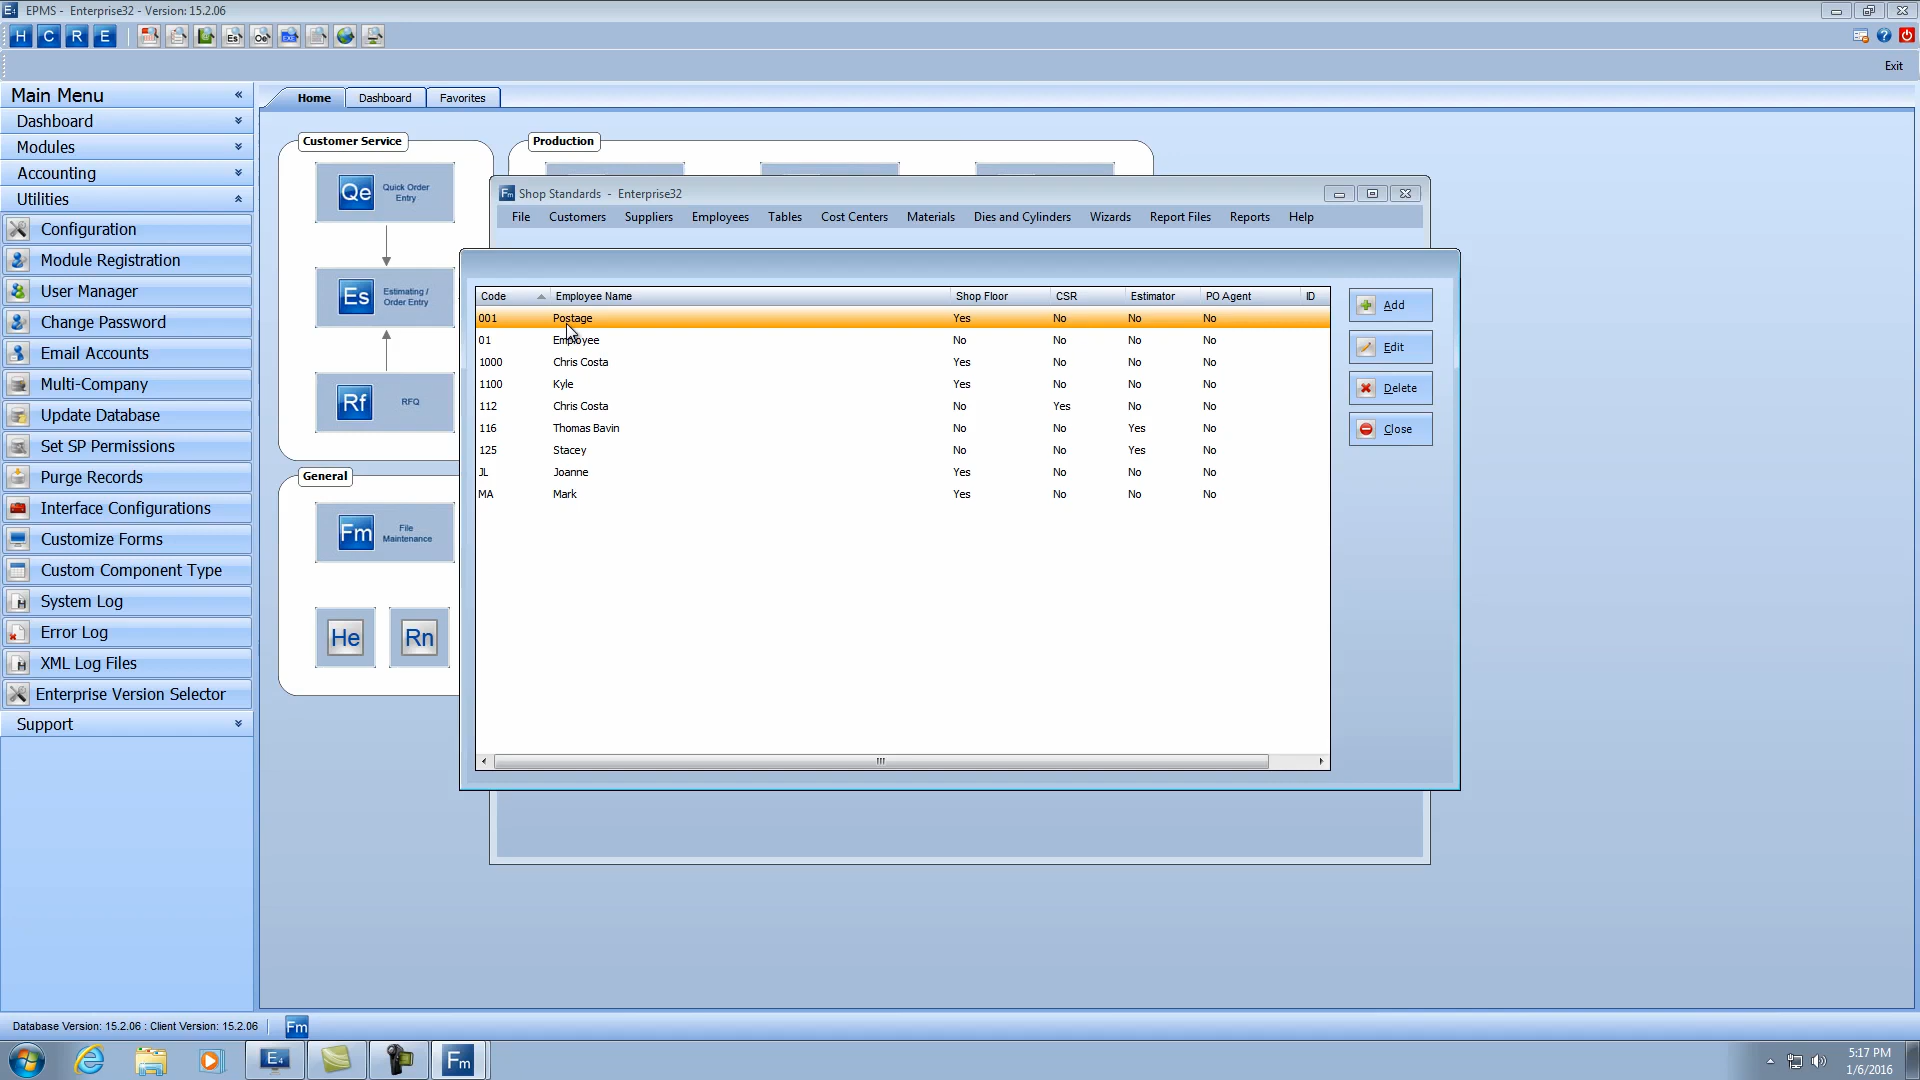 EPMS - Enterprise32 - Version: 15.2.06
H C R E Es Oe EXE
Exit
Main Menu
Home Dashboard Favorites
Dashboard
Modules
Accounting
Utilities
Configuration
Module Registration
User Manager
Change Password
Email Accounts
Multi-Company
Update Database
Set SP Permissions
Purge Records
Interface Configurations
Customize Forms
Custom Component Type
System Log
Error Log
XML Log Files
Enterprise Version Selector
Support
Customer Service
Qe Quick Order
Entry
Es Estimating /
Order Entry
Rf RFQ
General
Fm File
Maintenance
He Rn
Production
Fm Shop Standards - Enterprise32
File Customers Suppliers Employees Tables Cost Centers Materials Dies and Cylinders Wizards Report Files Reports Help
Code Employee Name Shop Floor CSR Estimator PO Agent ID
001 Postage Yes No No No
01 Employee No No No No
1000 Chris Costa Yes No No No
1100 Kyle Yes No No No
112 Chris Costa No Yes No No
116 Thomas Bavin No No Yes No
125 Stacey No No Yes No
JL Joanne Yes No No No
MA Mark Yes No No No
Add
Edit
Delete
Close
Database Version: 15.2.06 : Client Version: 15.2.06 Fm
E4 Fm
5:17 PM
1/6/2016